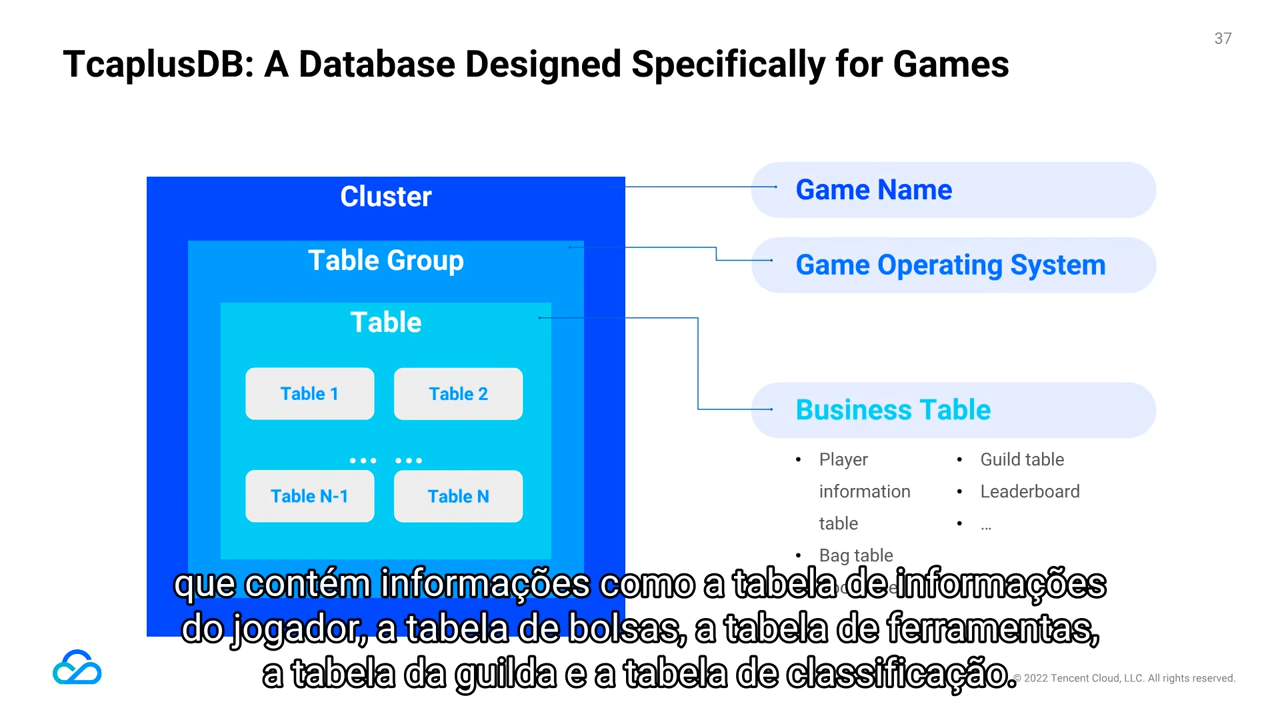 37
TcaplusDB: A Database Designed Specifically for Games
Cluster
Table Group
Table
Table 1
Table 2
... ...
Table N-1
Table N
Game Name
Game Operating System
Business Table
• Player
information
table
• Bag table
• Guild table
• Leaderboard
• ...
que contém informações como a tabela de informações
do jogador, a tabela de bolsas, a tabela de ferramentas,
a tabela da guilda e a tabela de classificação.
© 2022 Tencent Cloud, LLC. All rights reserved.